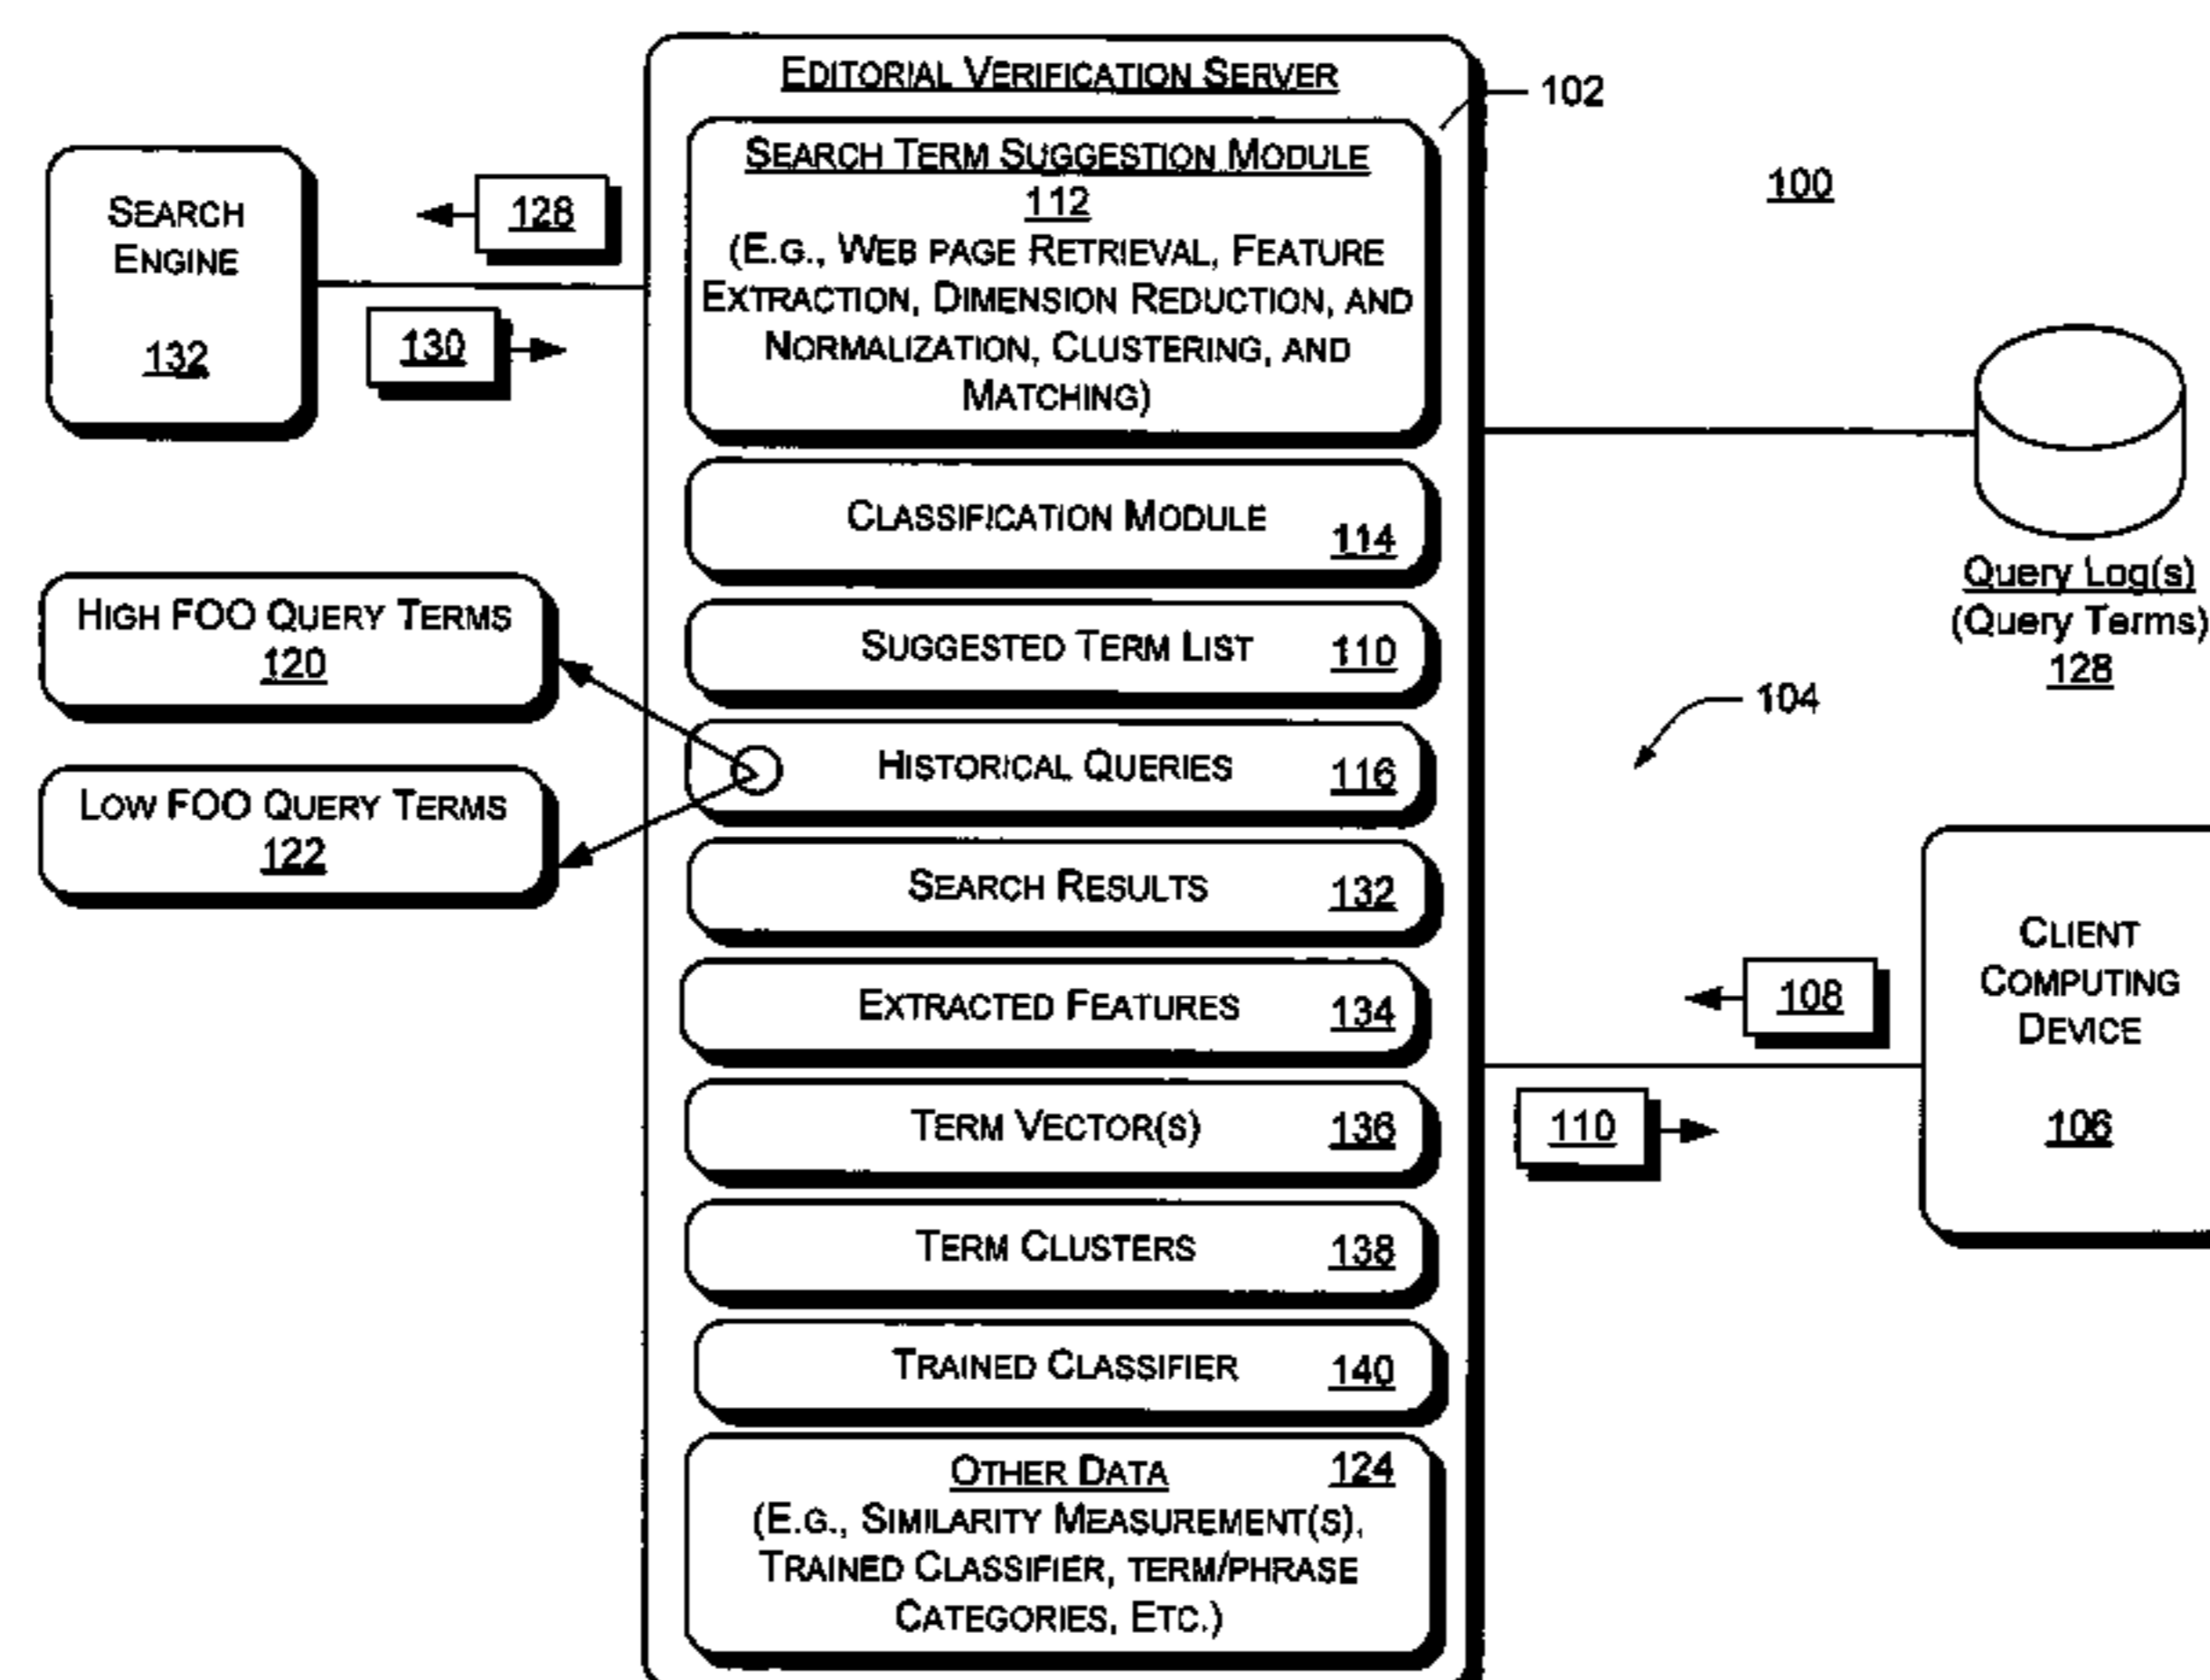 EDITORIAL VERIFICATION SERVER
102
SEARCH TERM SUGGESTION MODULE
112
(E.G., WEB PAGE RETRIEVAL, FEATURE
EXTRACTION, DIMENSION REDUCTION, AND
NORMALIZATION, CLUSTERING, AND
MATCHING)
100
SEARCH
ENGINE
132
128
130
CLASSIFICATION MODULE 114
Query Log(s)
(Query Terms)
128
HIGH FOO QUERY TERMS
120
SUGGESTED TERM LIST 110
104
LOW FOO QUERY TERMS
122
HISTORICAL QUERIES 116
SEARCH RESULTS 132
EXTRACTED FEATURES 134
CLIENT
COMPUTING
DEVICE
106
108
110
TERM VECTOR(S) 136
TERM CLUSTERS 138
TRAINED CLASSIFIER 140
OTHER DATA 124
(E.G., SIMILARITY MEASUREMENT(S),
TRAINED CLASSIFIER, TERM/PHRASE
CATEGORIES, ETC.)